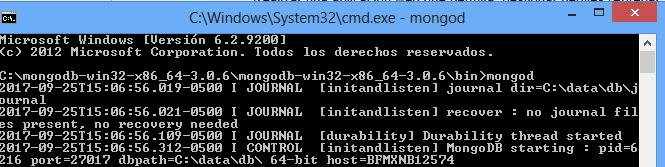 C:\Windows\System32\cmd.exe - mongod
Microsoft Windows [Versión 6.2.9200]
(c) 2012 Microsoft Corporation. Todos los derechos reservados.
C:\mongodb-win32-x86_64-3.0.6\mongodb-win32-x86_64-3.0.6\bin>mongod
2017-09-25T15:06:56.019-0500 I JOURNAL  [initandlisten] journal dir=C:\data\db\j
ournal
2017-09-25T15:06:56.021-0500 I JOURNAL  [initandlisten] recover : no journal fil
es present, no recovery needed
2017-09-25T15:06:56.109-0500 I JOURNAL  [durability] Durability thread started
2017-09-25T15:06:56.312-0500 I CONTROL  [initandlisten] MongoDB starting : pid=6
216 port=27017 dbpath=C:\data\db\ 64-bit host=BFMXNB12574